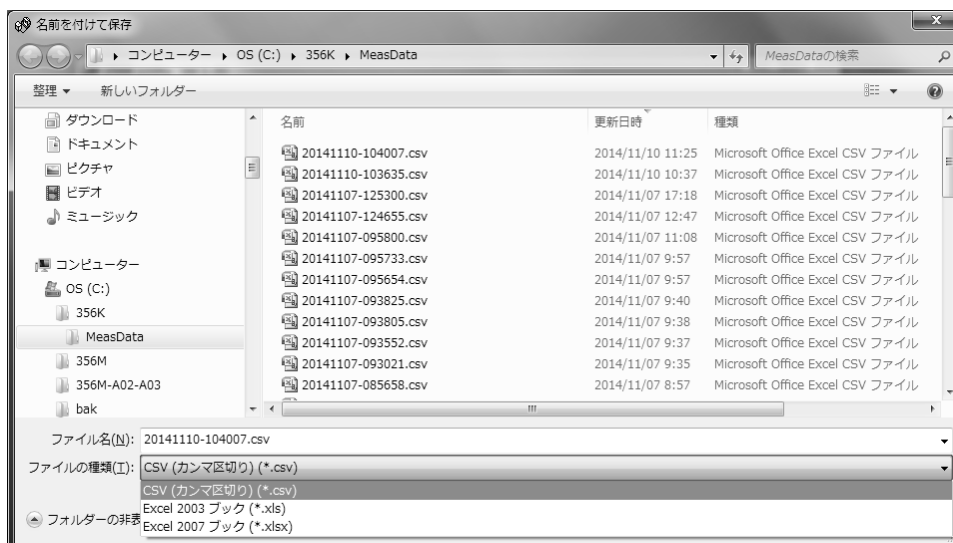 名前を付けて保存
コンピューター ▸ OS (C:) ▸ 356K ▸ MeasData MeasDataの検索
整理 新しいフォルダー
ダウンロード
ドキュメント
ピクチャ
ビデオ
ミュージック
コンピューター
OS (C:)
356K
MeasData
356M
356M-A02-A03
bak
名前 更新日時 種類
20141110-104007.csv 2014/11/10 11:25 Microsoft Office Excel CSV ファイル
20141110-103635.csv 2014/11/10 10:37 Microsoft Office Excel CSV ファイル
20141107-125300.csv 2014/11/07 17:18 Microsoft Office Excel CSV ファイル
20141107-124655.csv 2014/11/07 12:47 Microsoft Office Excel CSV ファイル
20141107-095800.csv 2014/11/07 11:08 Microsoft Office Excel CSV ファイル
20141107-095733.csv 2014/11/07 9:57 Microsoft Office Excel CSV ファイル
20141107-095654.csv 2014/11/07 9:57 Microsoft Office Excel CSV ファイル
20141107-093825.csv 2014/11/07 9:40 Microsoft Office Excel CSV ファイル
20141107-093805.csv 2014/11/07 9:38 Microsoft Office Excel CSV ファイル
20141107-093552.csv 2014/11/07 9:37 Microsoft Office Excel CSV ファイル
20141107-093021.csv 2014/11/07 9:35 Microsoft Office Excel CSV ファイル
20141107-085658.csv 2014/11/07 8:57 Microsoft Office Excel CSV ファイル
ファイル名(N): 20141110-104007.csv
ファイルの種類(T): CSV (カンマ区切り) (*.csv)
CSV (カンマ区切り) (*.csv)
Excel 2003 ブック (*.xls)
フォルダーの非表
Excel 2007 ブック (*.xlsx)